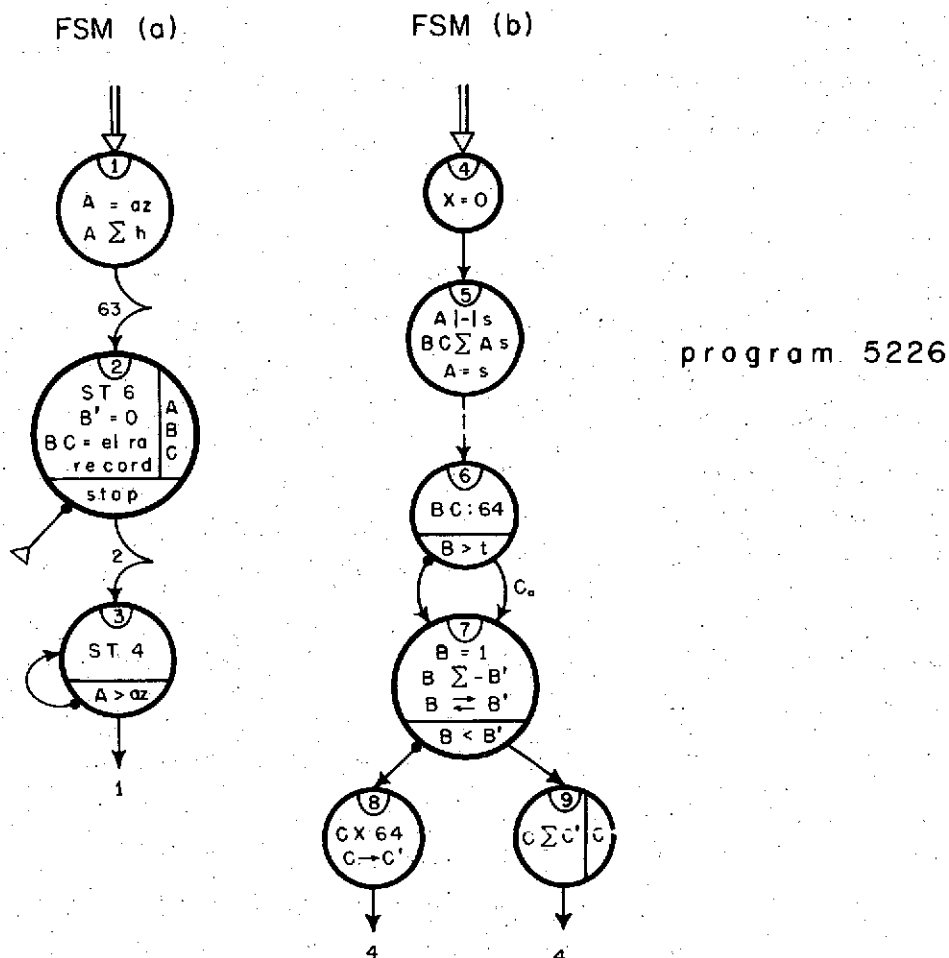 FSM (a)
FSM (b)
1
A = az
A Σ h
63
2
ST 6
B' = 0
BC = el ra
record
A
B
C
stop
2
3
ST 4
A > az
1
4
X = 0
5
A |-| s
BC Σ A s
A = s
6
BC : 64
B > t
Ca
7
B = 1
B Σ -B'
B ⇄ B'
B < B'
8
C X 64
C → C'
4
9
C Σ C'
C
4
program 5226